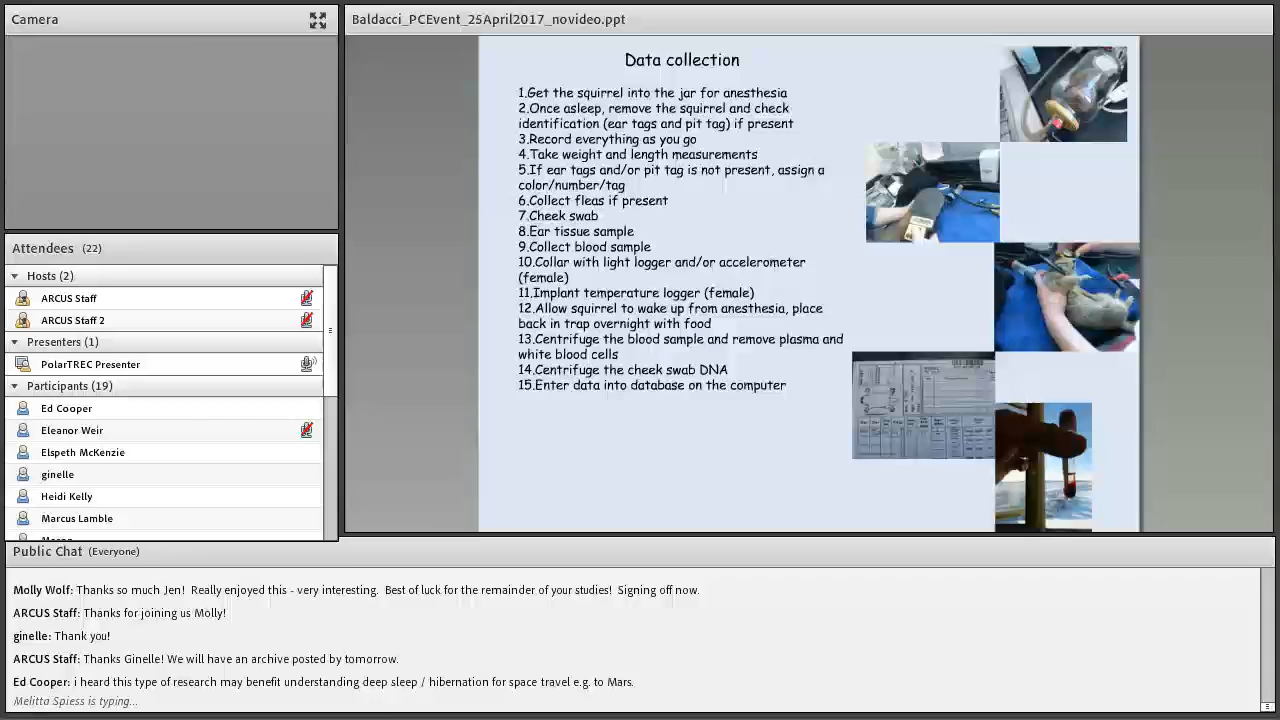 Camera
Baldacci_PCEvent_25April2017_novideo.ppt
Attendees (22)
Hosts (2)
ARCUS Staff
ARCUS Staff 2
Presenters (1)
PolarTREC Presenter
Participants (19)
Ed Cooper
Eleanor Weir
Elspeth McKenzie
ginelle
Heidi Kelly
Marcus Lamble
Data collection
1.Get the squirrel into the jar for anesthesia
2.Once asleep, remove the squirrel and check
identification (ear tags and pit tag) if present
3.Record everything as you go
4.Take weight and length measurements
5.If ear tags and/or pit tag is not present, assign a
color/number/tag
6.Collect fleas if present
7.Cheek swab
8.Ear tissue sample
9.Collect blood sample
10.Collar with light logger and/or accelerometer
(female)
11.Implant temperature logger (female)
12.Allow squirrel to wake up from anesthesia, place
back in trap overnight with food
13.Centrifuge the blood sample and remove plasma and
white blood cells
14.Centrifuge the cheek swab DNA
15.Enter data into database on the computer
Public Chat (Everyone)
Molly Wolf: Thanks so much Jen! Really enjoyed this - very interesting. Best of luck for the remainder of your studies! Signing off now.
ARCUS Staff: Thanks for joining us Molly!
ginelle: Thank you!
ARCUS Staff: Thanks Ginelle! We will have an archive posted by tomorrow.
Ed Cooper: i heard this type of research may benefit understanding deep sleep / hibernation for space travel e.g. to Mars.
Melitta Spiess is typing...